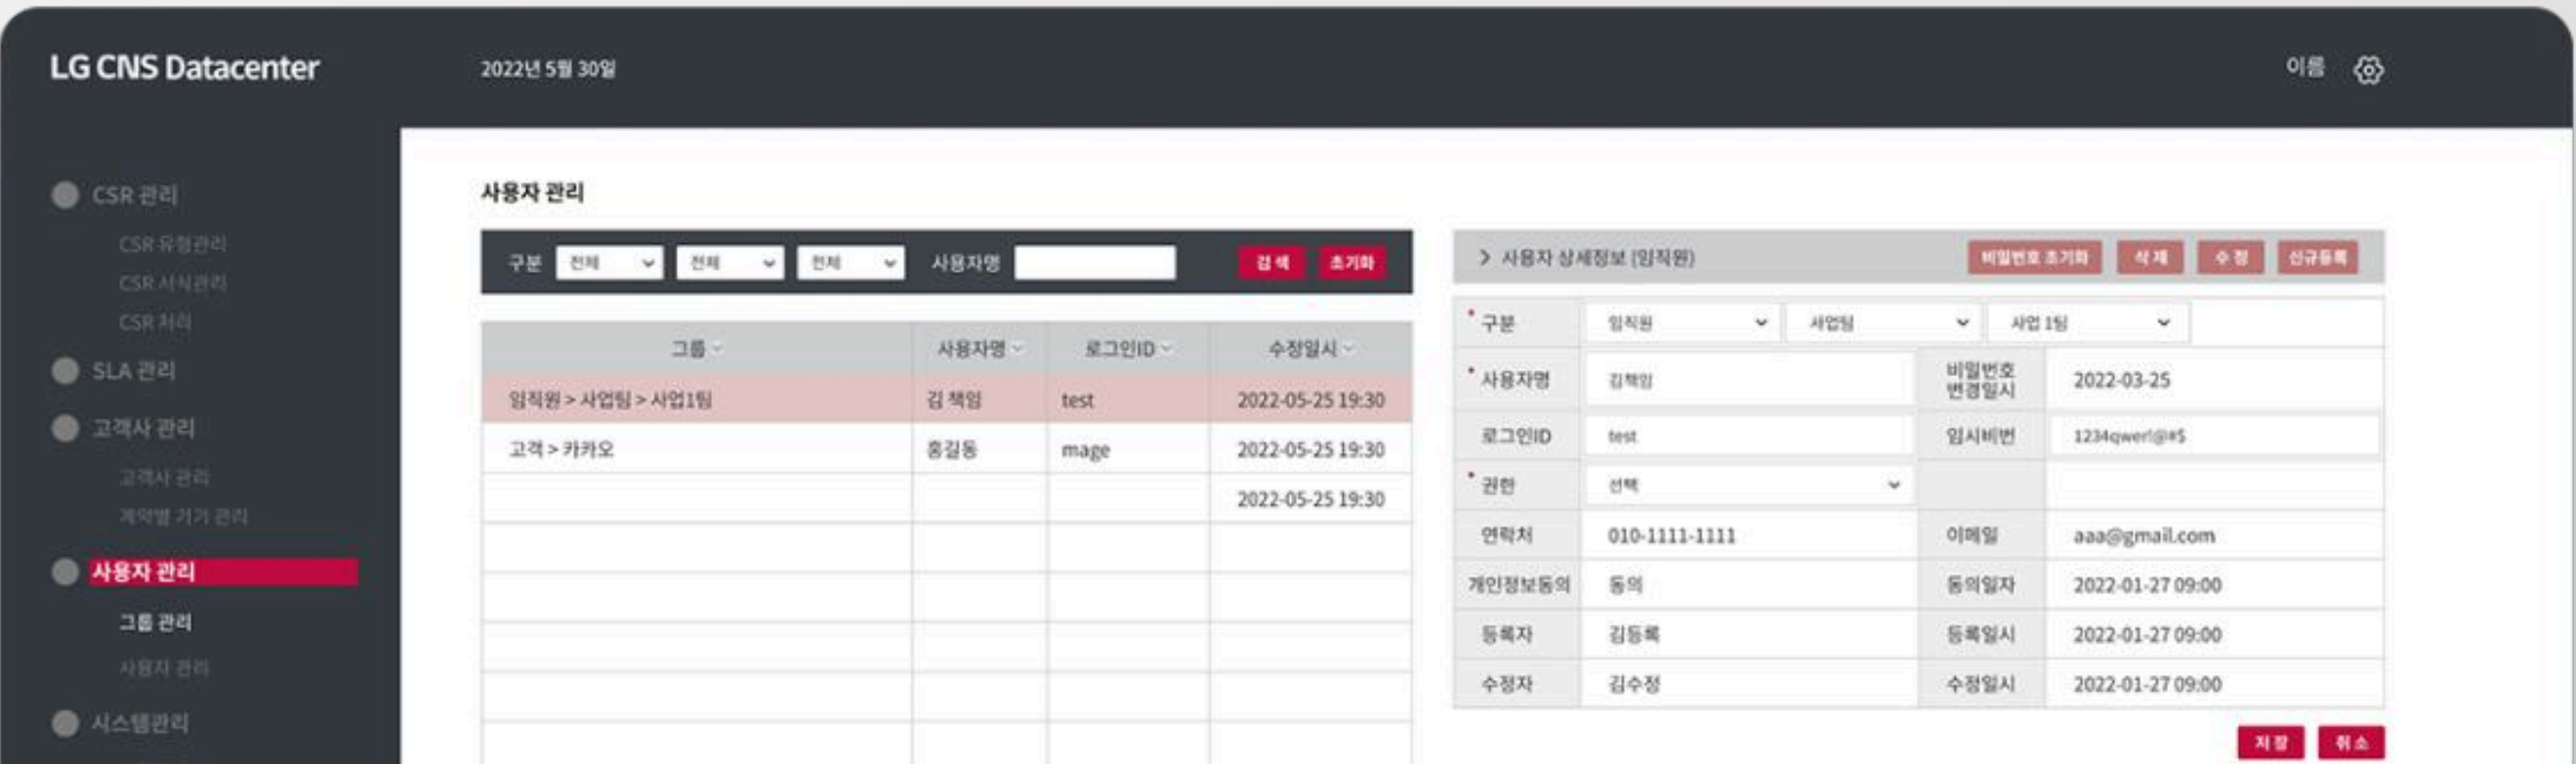 LG CNS Datacenter
2022년 5월 30일
이름
CSR 관리
CSR 유형관리
CSR 서식관리
CSR 처리
SLA 관리
고객사 관리
고객사 관리
계약별 기기 관리
사용자 관리
그룹 관리
사용자 관리
시스템관리
사용자 관리
구분 전체 전체 전체 사용자명 검색 초기화
그룹 사용자명 로그인ID 수정일시
임직원 > 사업팀 > 사업1팀 김 책임 test 2022-05-25 19:30
고객 > 카카오 홍길동 mage 2022-05-25 19:30
2022-05-25 19:30
> 사용자 상세정보 (임직원) 비밀번호 초기화 삭제 수정 신규등록
* 구분 임직원 사업팀 사업 1팀
* 사용자명 김책임 비밀번호 변경일시 2022-03-25
로그인ID test 임시비번 1234qwer!@#$
* 권한 선택
연락처 010-1111-1111 이메일 aaa@gmail.com
개인정보동의 동의 동의일자 2022-01-27 09:00
등록자 김등록 등록일시 2022-01-27 09:00
수정자 김수정 수정일시 2022-01-27 09:00
저장 취소